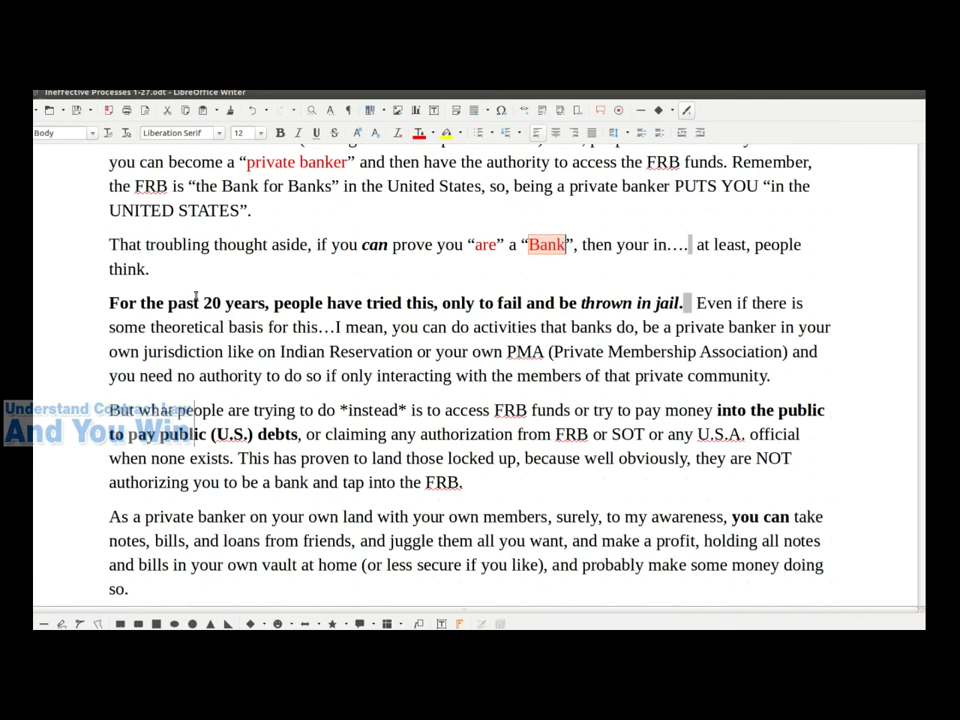 Ineffective Processes 1-27.odt - LibreOffice Writer
Body
Liberation Serif
12
you can become a “private banker” and then have the authority to access the FRB funds. Remember,
the FRB is “the Bank for Banks” in the United States, so, being a private banker PUTS YOU “in the
UNITED STATES”.
That troubling thought aside, if you can prove you “are” a “Bank”, then your in…. at least, people
think.
For the past 20 years, people have tried this, only to fail and be thrown in jail. Even if there is
some theoretical basis for this…I mean, you can do activities that banks do, be a private banker in your
own jurisdiction like on Indian Reservation or your own PMA (Private Membership Association) and
you need no authority to do so if only interacting with the members of that private community.
Understand Contract Law
And You Win
But what people are trying to do *instead* is to access FRB funds or try to pay money into the public
to pay public (U.S.) debts, or claiming any authorization from FRB or SOT or any U.S.A. official
when none exists. This has proven to land those locked up, because well obviously, they are NOT
authorizing you to be a bank and tap into the FRB.
As a private banker on your own land with your own members, surely, to my awareness, you can take
notes, bills, and loans from friends, and juggle them all you want, and make a profit, holding all notes
and bills in your own vault at home (or less secure if you like), and probably make some money doing
so.